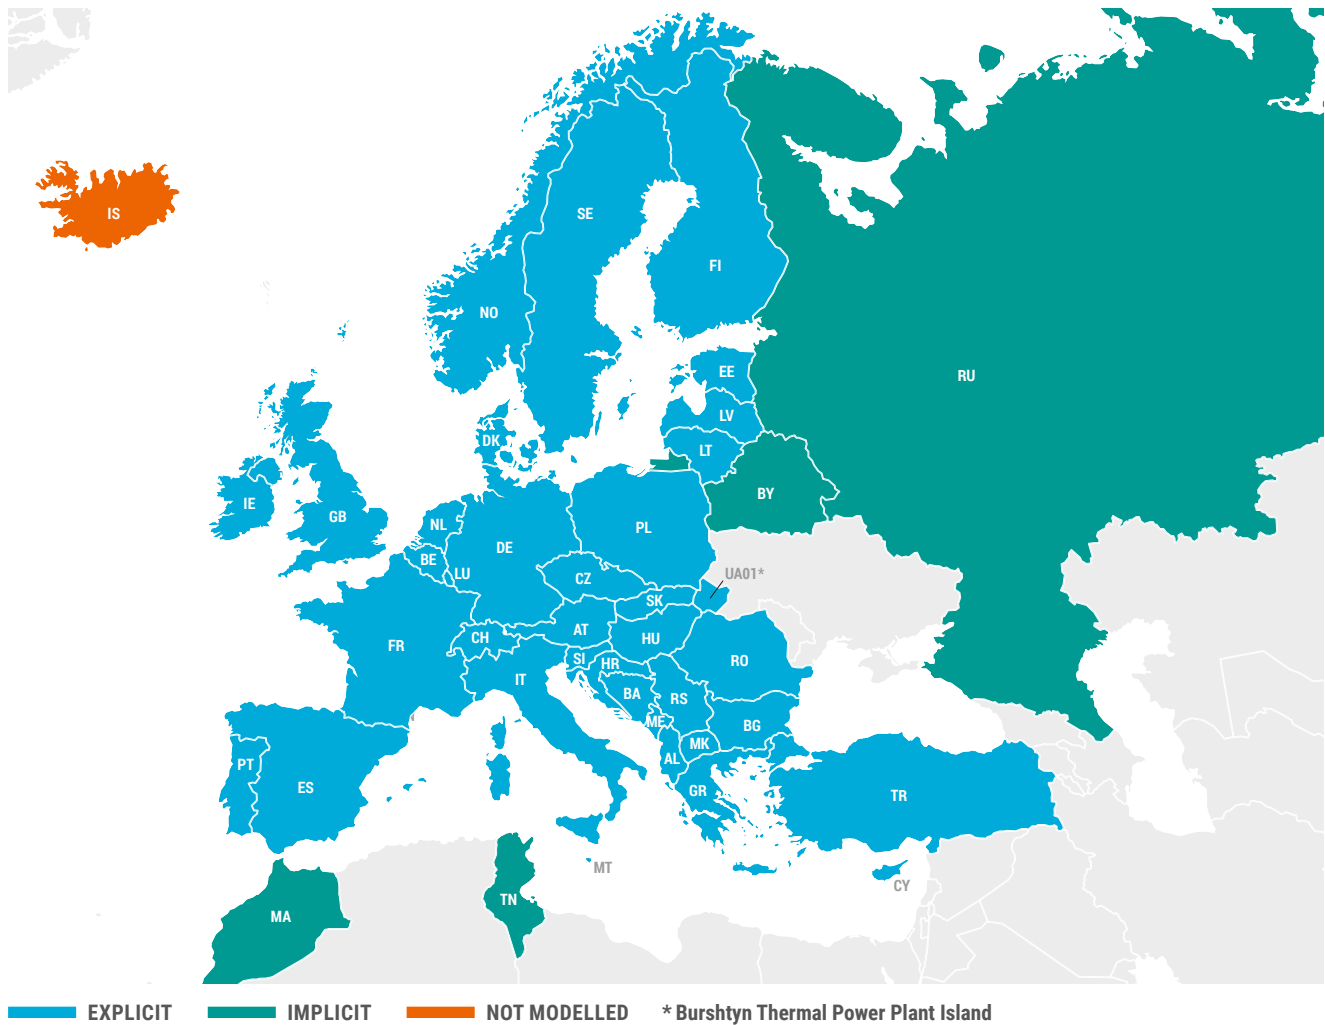 IS
SE
FI
NO
EE
RU
LV
DK
LT
BY
IE
GB
NL
PL
DE
BE
LU
CZ
UA01*
SK
AT
CH
HU
FR
SI
HR
RO
IT
BA
RS
ME
BG
MK
AL
PT
ES
GR
TR
MT
CY
TN
MA
EXPLICIT IMPLICIT NOT MODELLED * Burshtyn Thermal Power Plant Island